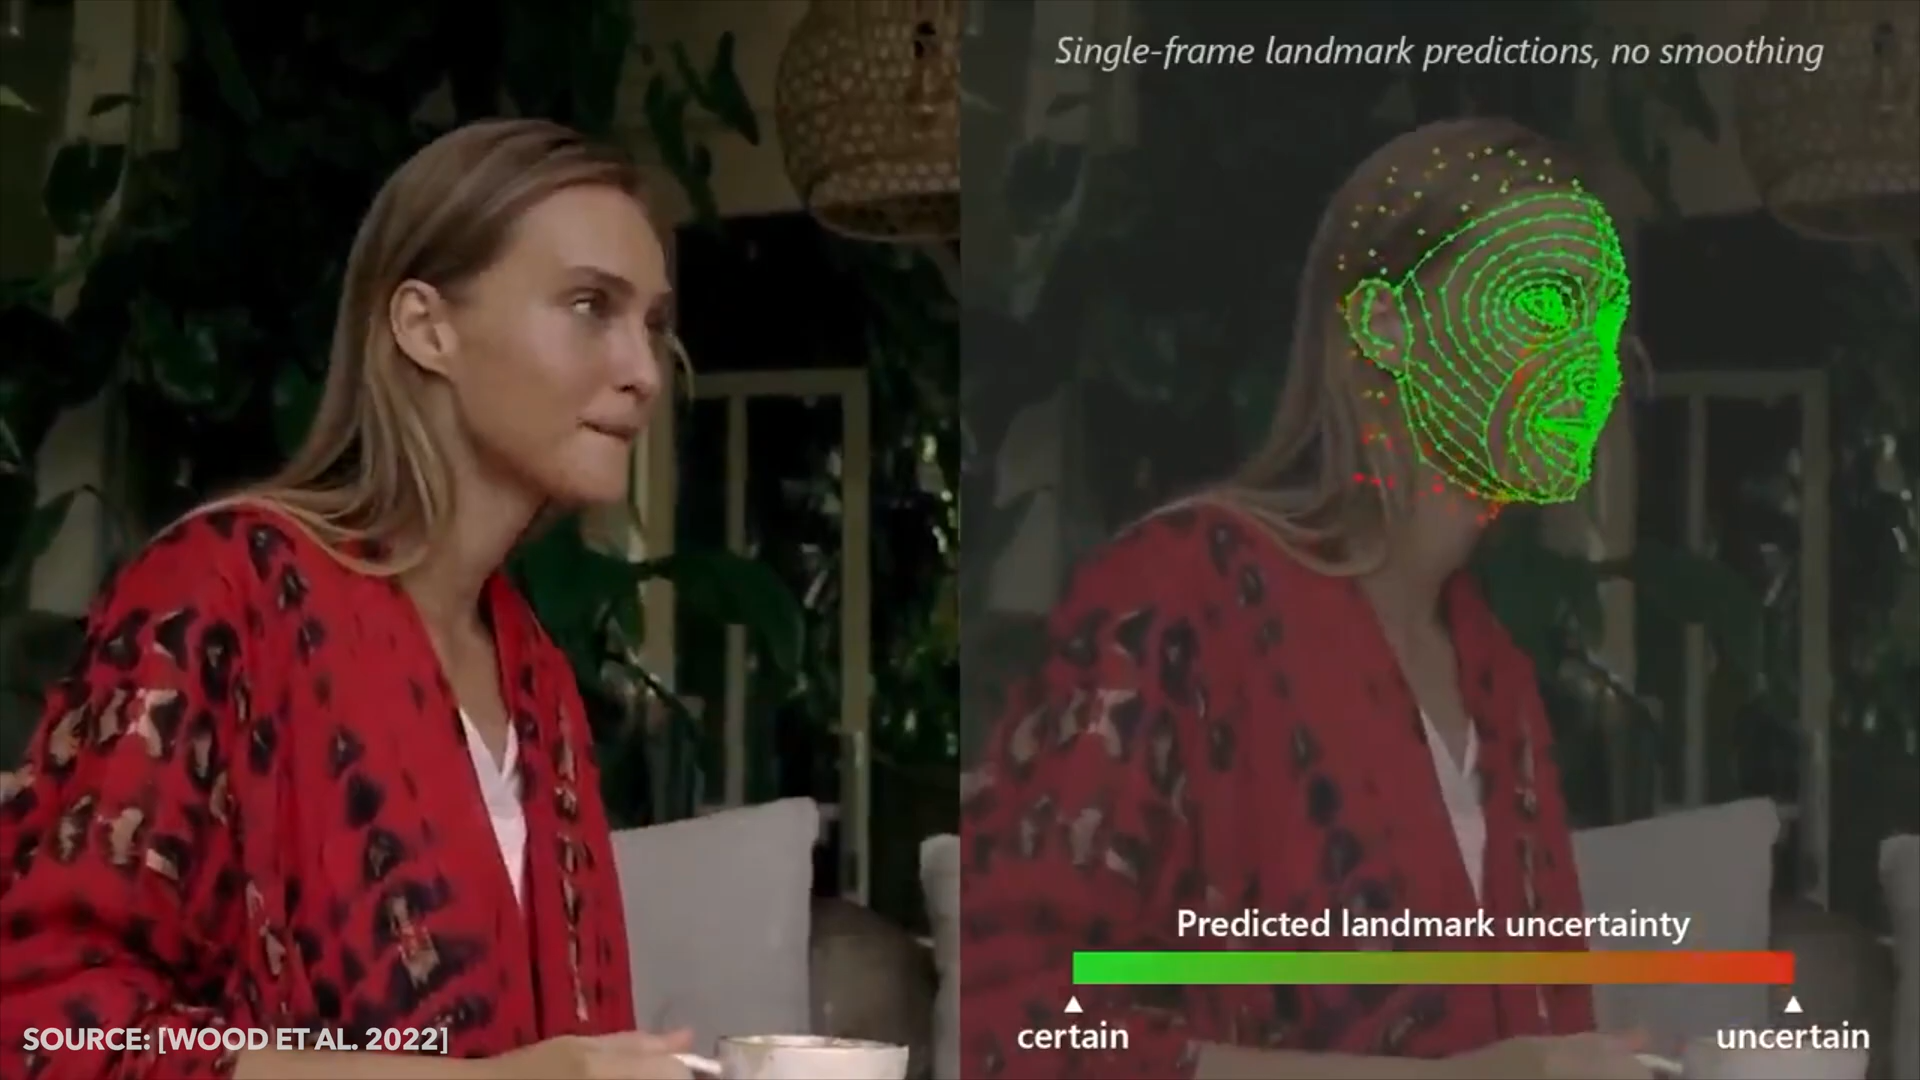 Single-frame landmark predictions, no smoothing
Predicted landmark uncertainty
certain
uncertain
SOURCE: [WOOD ET AL. 2022]